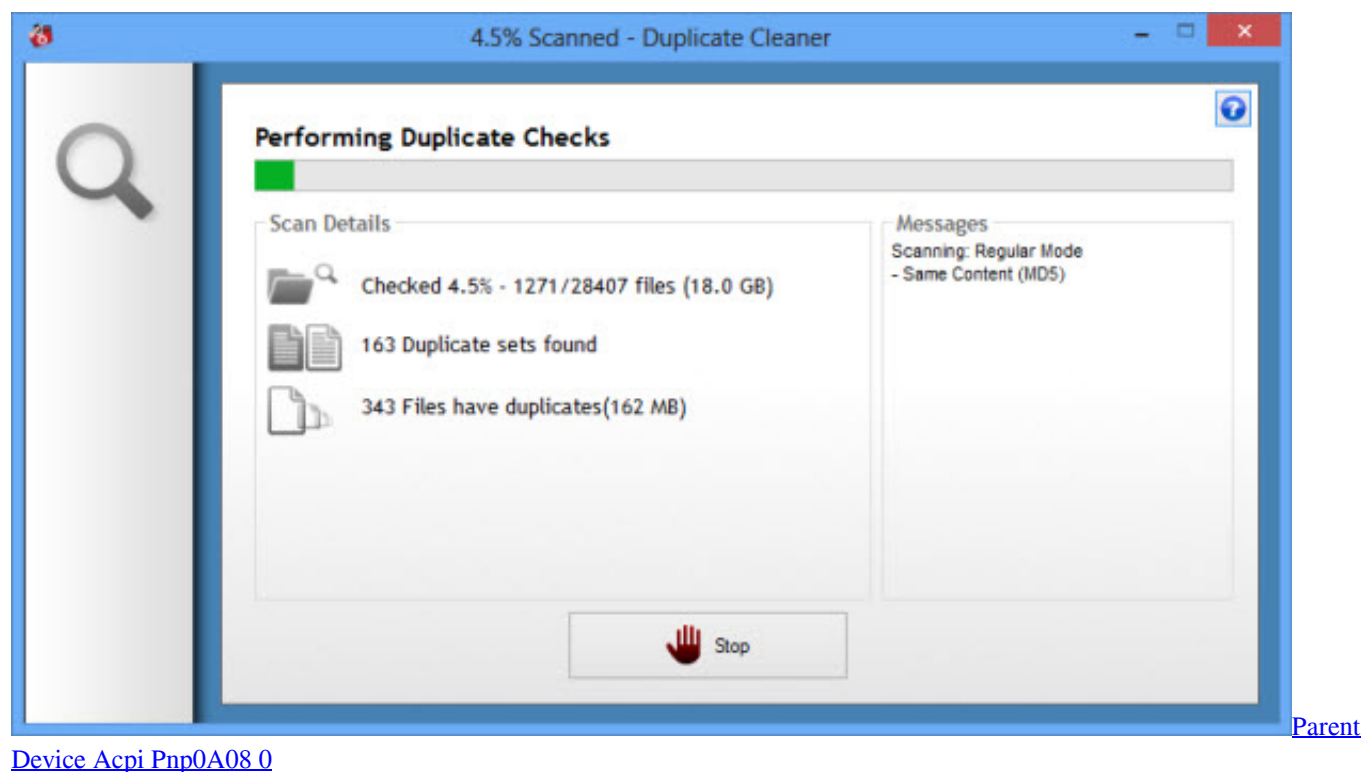 4.5% Scanned - Duplicate Cleaner
Performing Duplicate Checks
Scan Details
Checked 4.5% - 1271/28407 files (18.0 GB)
163 Duplicate sets found
343 Files have duplicates(162 MB)
Messages
Scanning: Regular Mode
- Same Content (MD5)
Stop
Parent
Device Acpi Pnp0A08 0